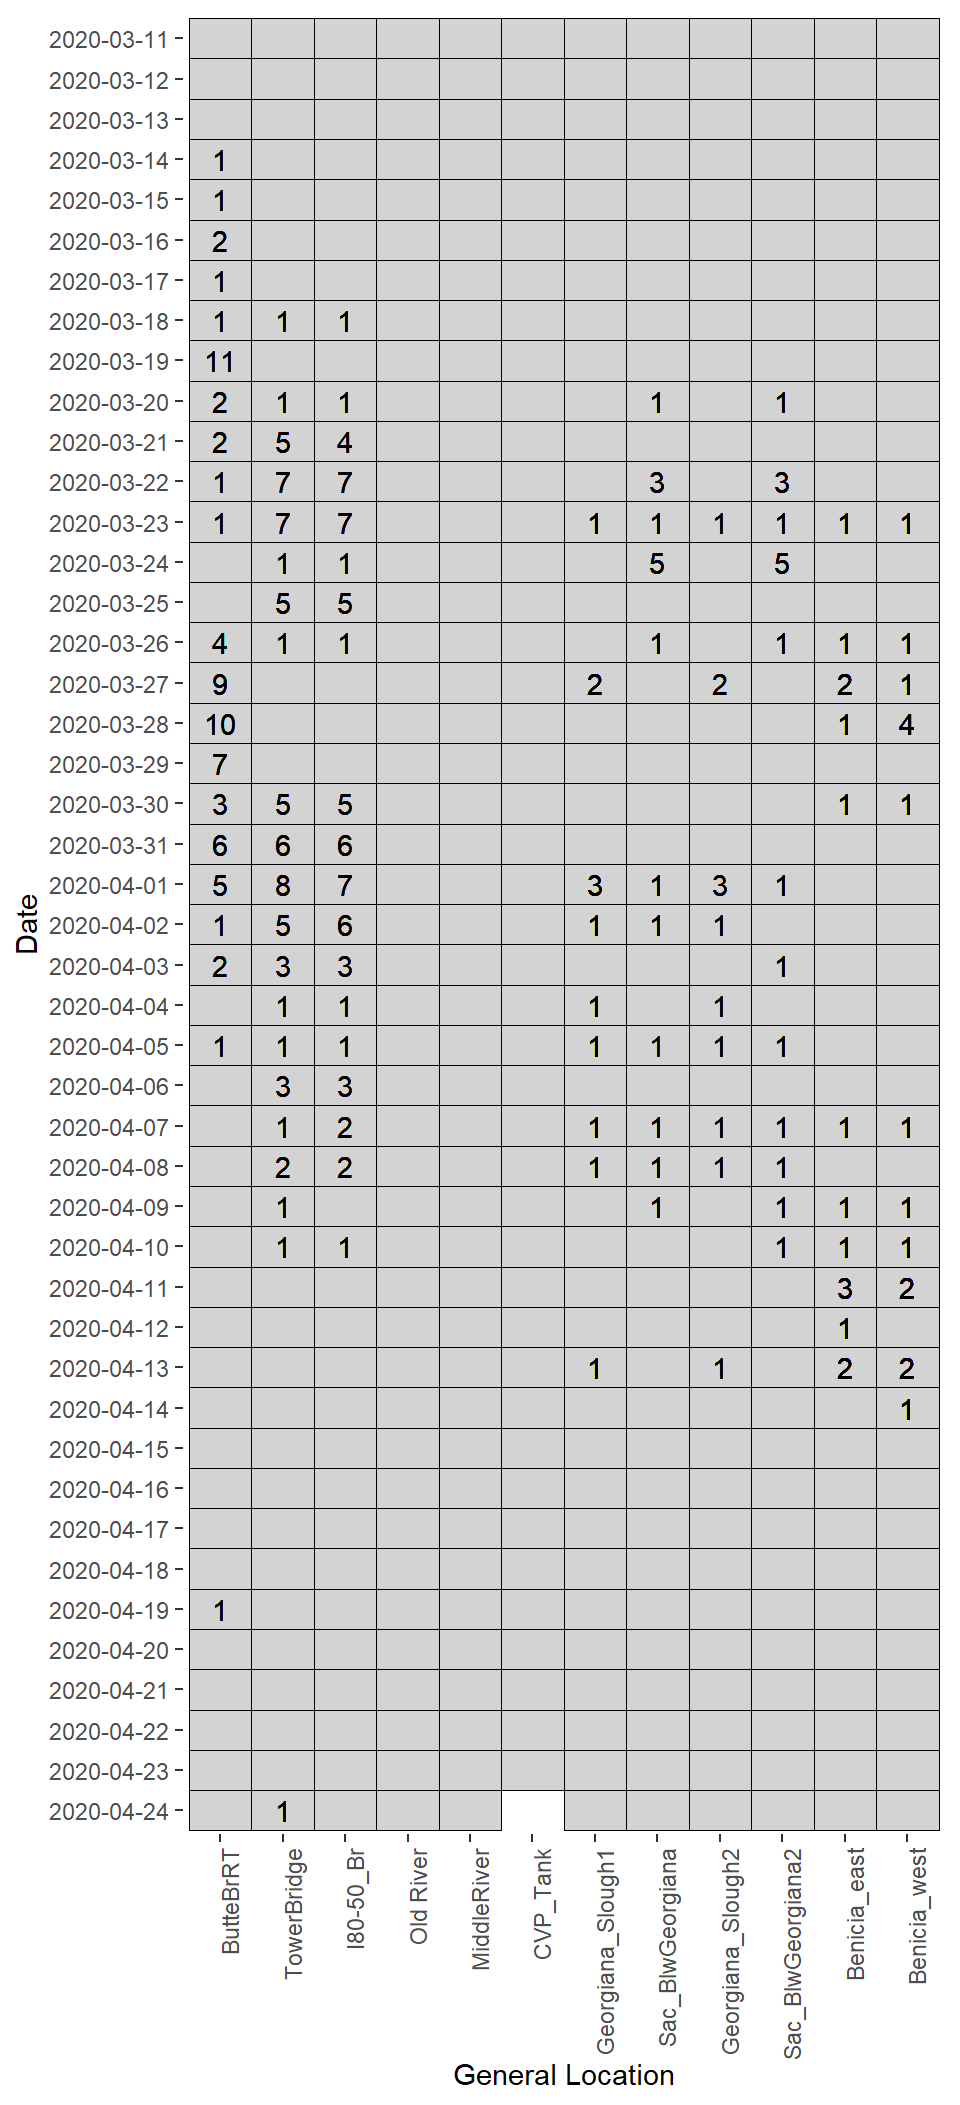 2020-03-11
2020-03-12
2020-03-13
2020-03-14 1
2020-03-15 1
2020-03-16 2
2020-03-17 1
2020-03-18 1 1 1
2020-03-19 11
2020-03-20 2 1 1 1 1
2020-03-21 2 5 4
2020-03-22 1 7 7 3 3
2020-03-23 1 7 7 1 1 1 1 1 1
2020-03-24 1 1 5 5
2020-03-25 5 5
2020-03-26 4 1 1 1 1 1 1
2020-03-27 9 2 2 2 1
2020-03-28 10 1 4
2020-03-29 7
2020-03-30 3 5 5 1 1
2020-03-31 6 6 6
2020-04-01 5 8 7 3 1 3 1
2020-04-02 1 5 6 1 1 1
2020-04-03 2 3 3 1
2020-04-04 1 1 1 1
2020-04-05 1 1 1 1 1 1 1
2020-04-06 3 3
2020-04-07 1 2 1 1 1 1 1 1
2020-04-08 2 2 1 1 1 1
2020-04-09 1 1 1 1 1
2020-04-10 1 1 1 1 1
2020-04-11 3 2
2020-04-12 1
2020-04-13 1 1 2 2
2020-04-14 1
2020-04-15
2020-04-16
2020-04-17
2020-04-18
2020-04-19 1
2020-04-20
2020-04-21
2020-04-22
2020-04-23
2020-04-24 1
Date
ButteBrRT
TowerBridge
I80-50_Br
Old River
MiddleRiver
CVP_Tank
Georgiana_Slough1
Sac_BlwGeorgiana
Georgiana_Slough2
Sac_BlwGeorgiana2
Benicia_east
Benicia_west
General Location